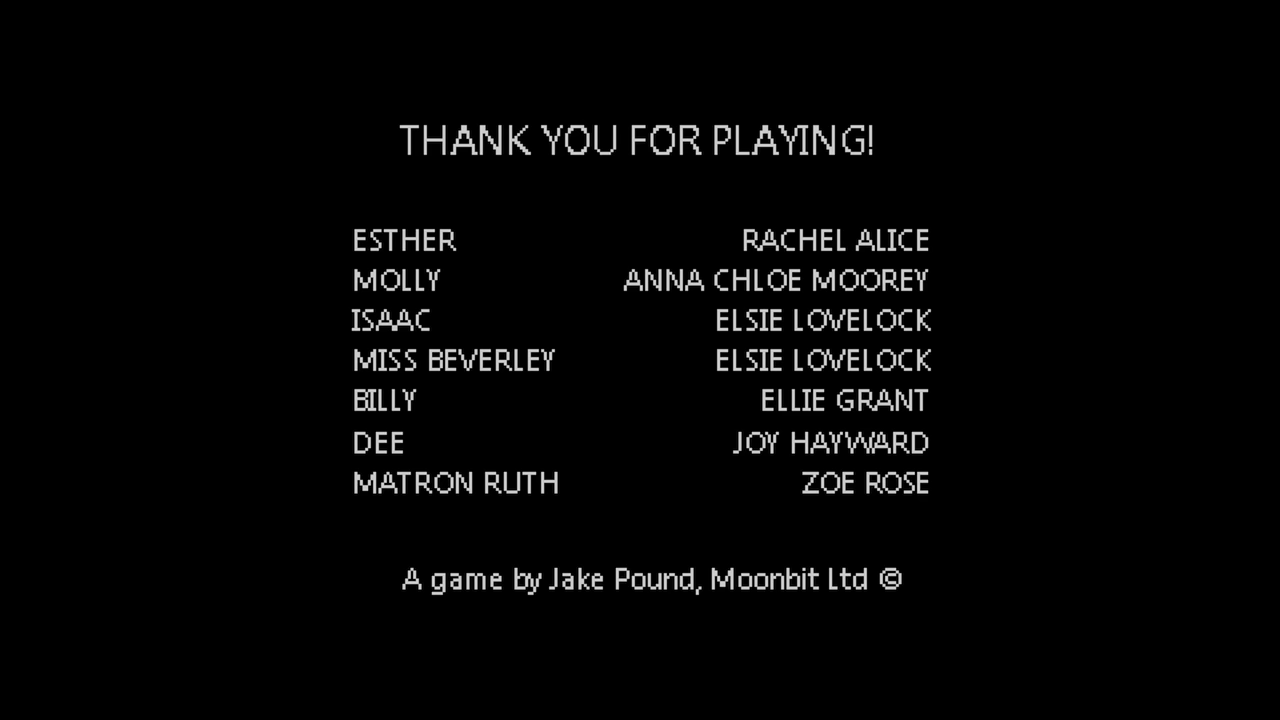 THANK YOU FOR PLAYING!
ESTHER RACHEL ALICE
MOLLY ANNA CHLOE MOOREY
ISAAC ELSIE LOVELOCK
MISS BEVERLEY ELSIE LOVELOCK
BILLY ELLIE GRANT
DEE JOY HAYWARD
MATRON RUTH ZOE ROSE
A game by Jake Pound, Moonbit Ltd ©